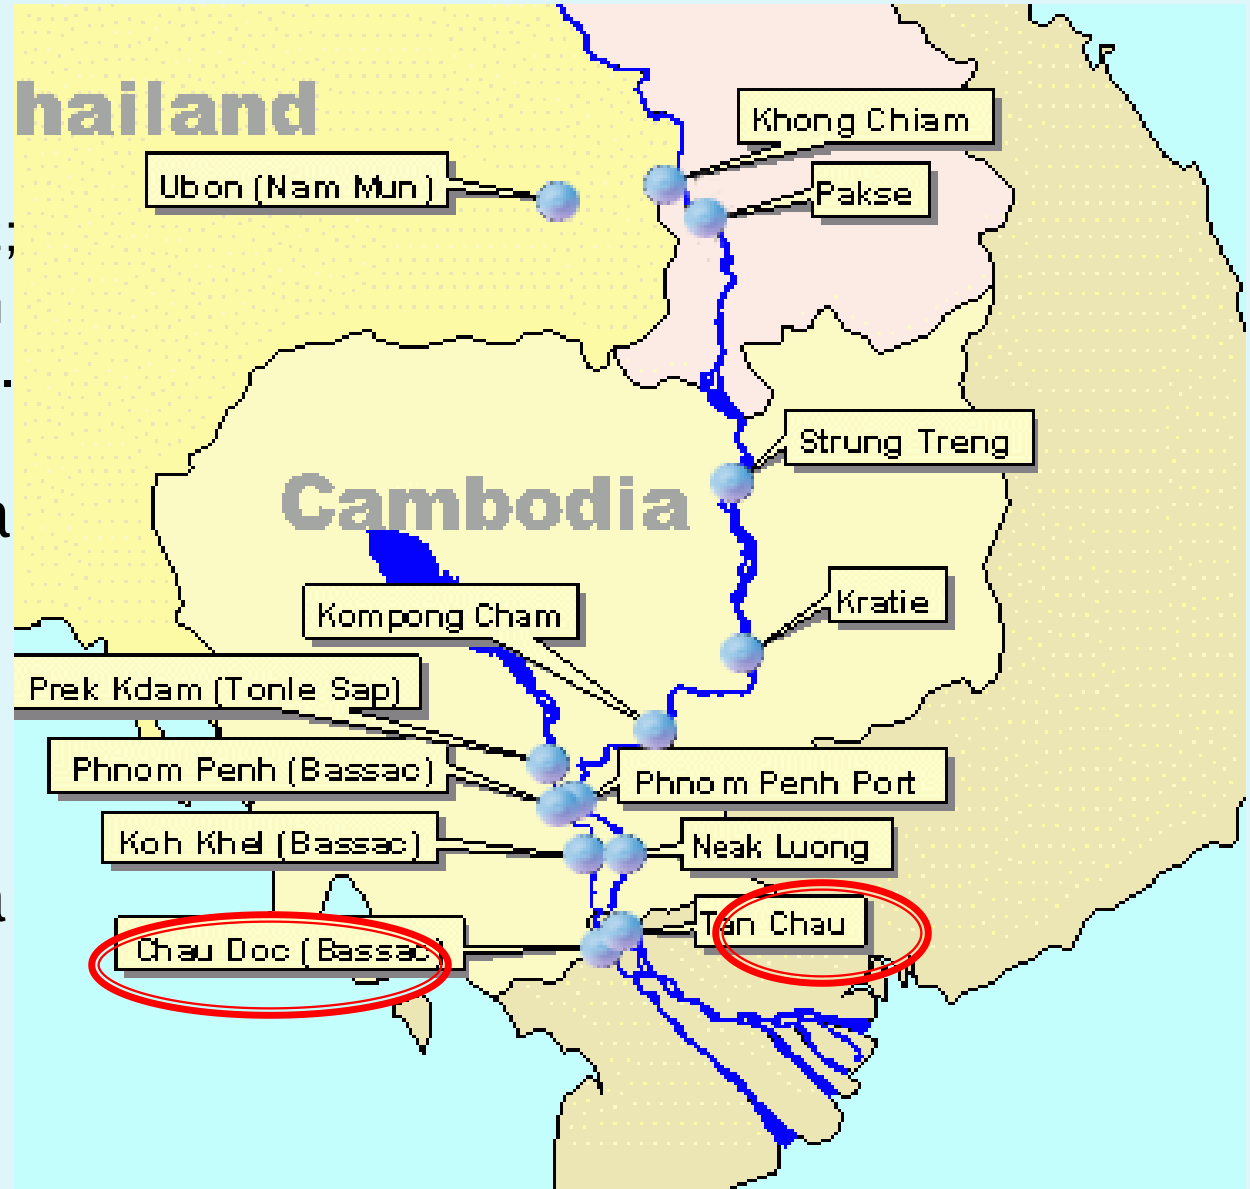 hailand
Khong Chiam
Ubon (Nam Mun)
Pakse
;
.
Strung Treng
Cambodia
a
Kratie
Kompong Cham
Prek Kdam (Tonle Sap)
Phnom Penh (Bassac)
Phnom Penh Port
Koh Khel (Bassac)
Neak Luong
a
Tan Chau
Chau Doc (Bassac)